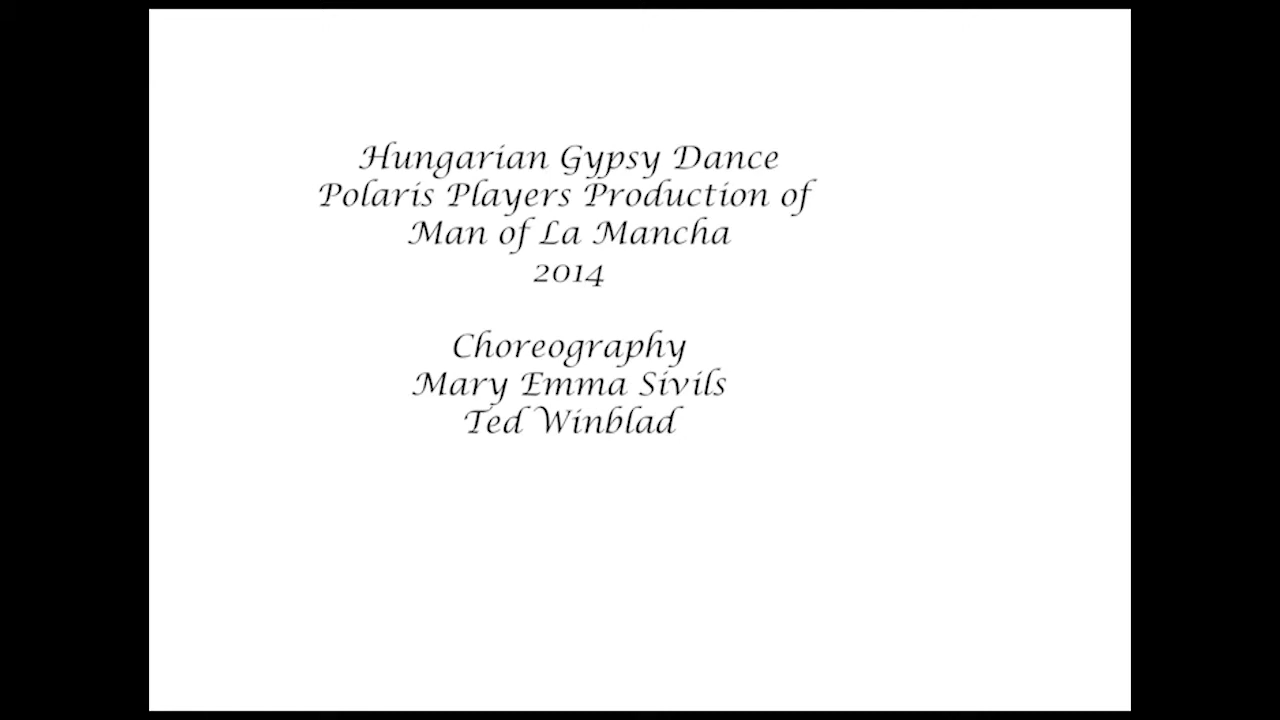 Hungarian Gypsy Dance
Polaris Players Production of
Man of La Mancha
2014
Choreography
Mary Emma Sivils
Ted Winblad